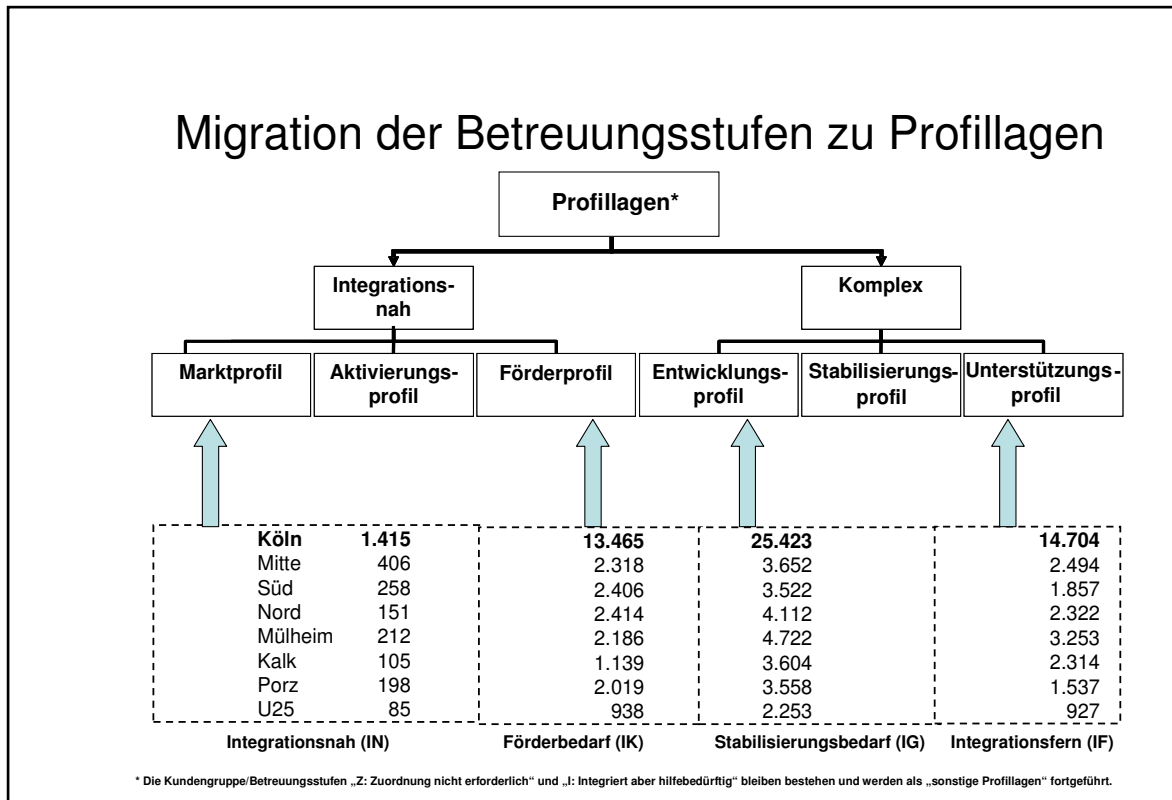 Migration der Betreuungsstufen zu Profillagen
Profillagen*
Integrations-
nah
Komplex
Marktprofil
Aktivierungs-
profil
Förderprofil
Entwicklungs-
profil
Stabilisierungs-
profil
Unterstützungs-
profil
Köln 1.415 13.465 25.423 14.704
Mitte 406 2.318 3.652 2.494
Süd 258 2.406 3.522 1.857
Nord 151 2.414 4.112 2.322
Mülheim 212 2.186 4.722 3.253
Kalk 105 1.139 3.604 2.314
Porz 198 2.019 3.558 1.537
U25 85 938 2.253 927
Integrationsnah (IN) Förderbedarf (IK) Stabilisierungsbedarf (IG) Integrationsfern (IF)
* Die Kundengruppe/Betreuungsstufen „Z: Zuordnung nicht erforderlich“ und „I: Integriert aber hilfebedürftig“ bleiben bestehen und werden als „sonstige Profillagen“ fortgeführt.